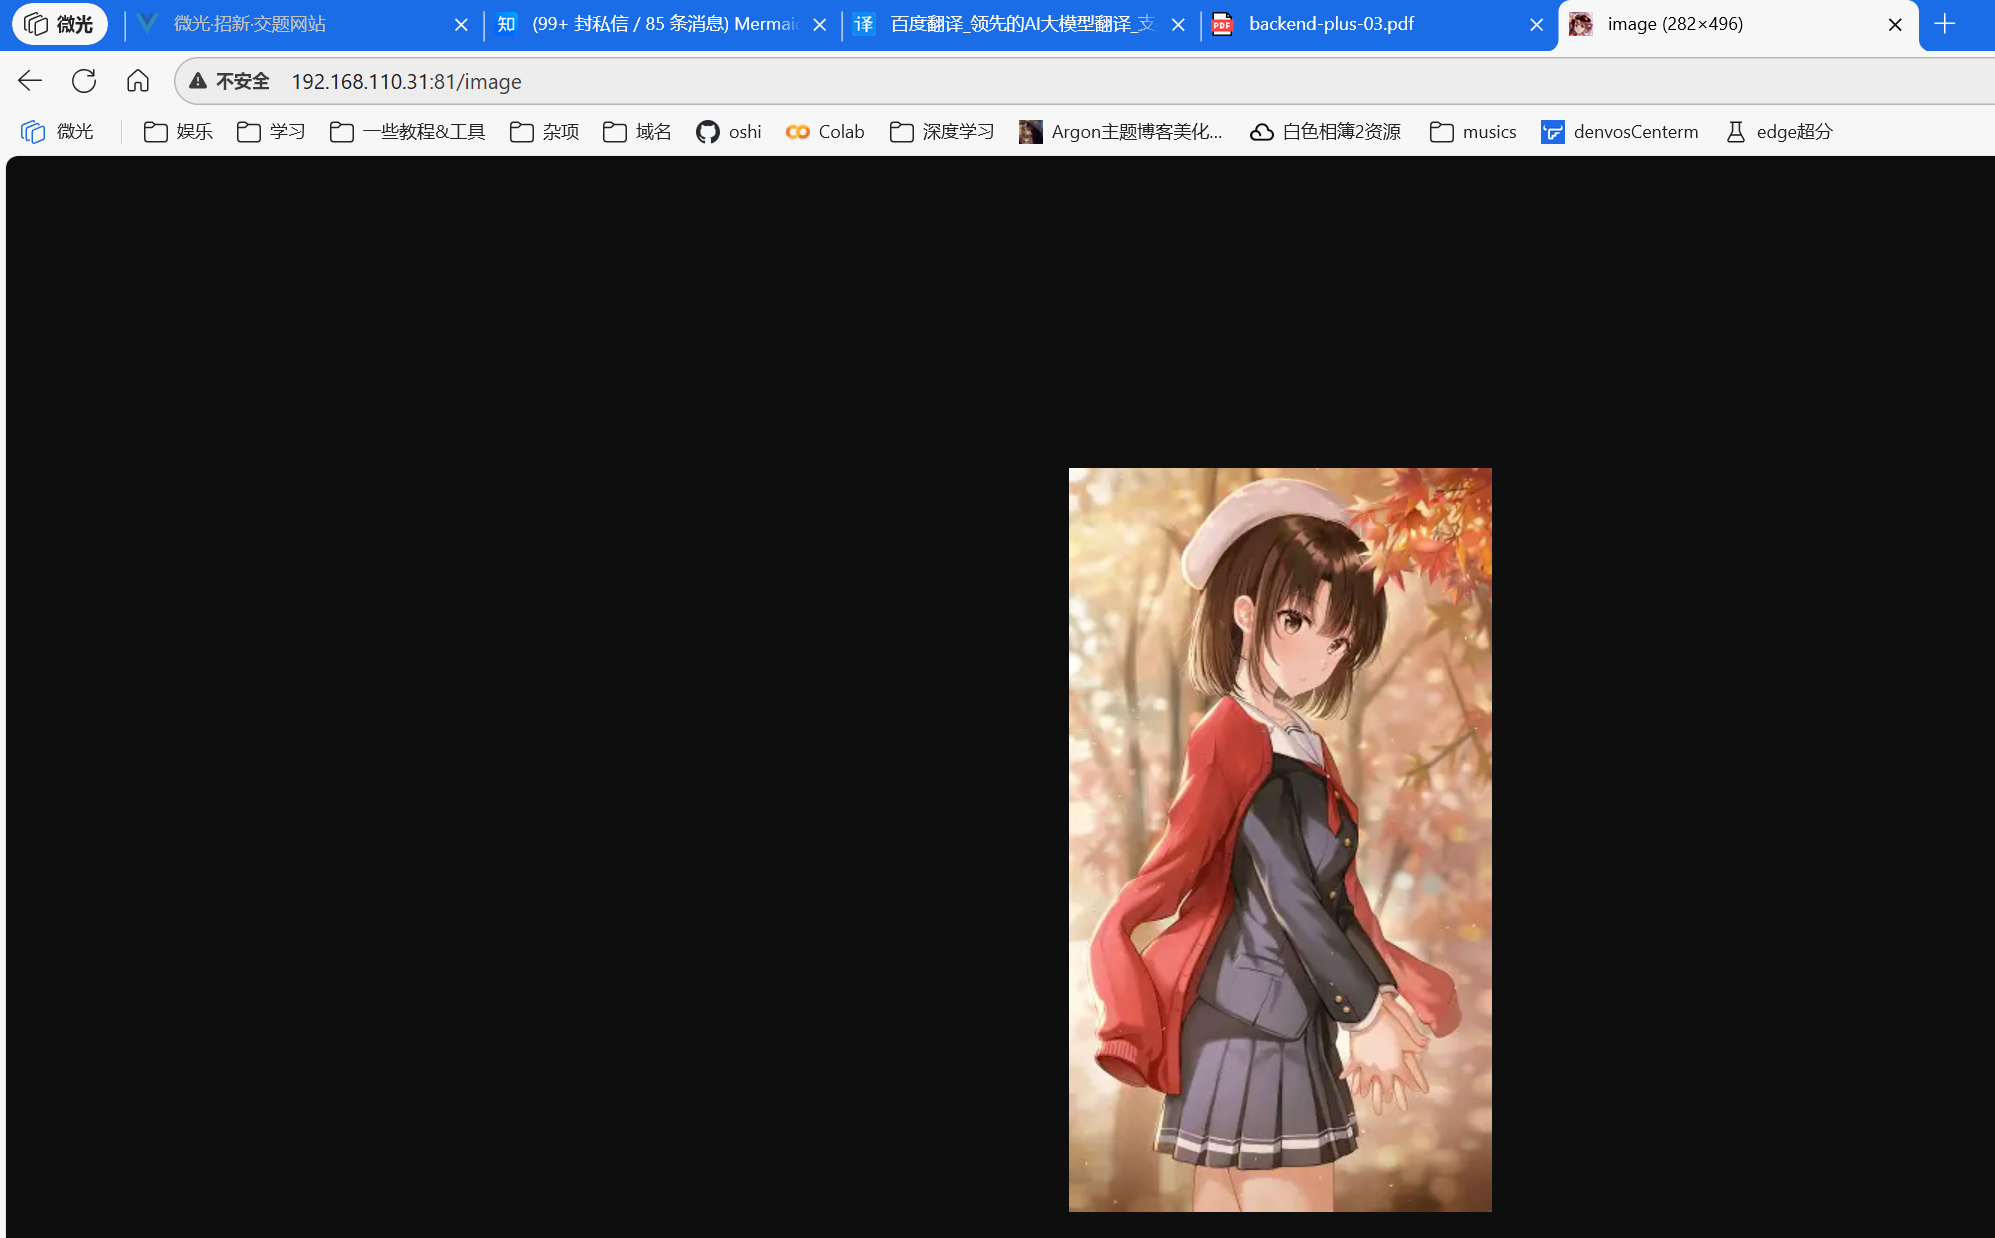 微光
微光·招新·交题网站
知
(99+ 封私信 / 85 条消息) Mermai
译
百度翻译_领先的AI大模型翻译_支
PDF
backend-plus-03.pdf
image (282×496)
不安全
192.168.110.31:81/image
微光
娱乐
学习
一些教程&工具
杂项
域名
oshi
Colab
深度学习
Argon主题博客美化...
白色相簿2资源
musics
denvosCenterm
edge超分